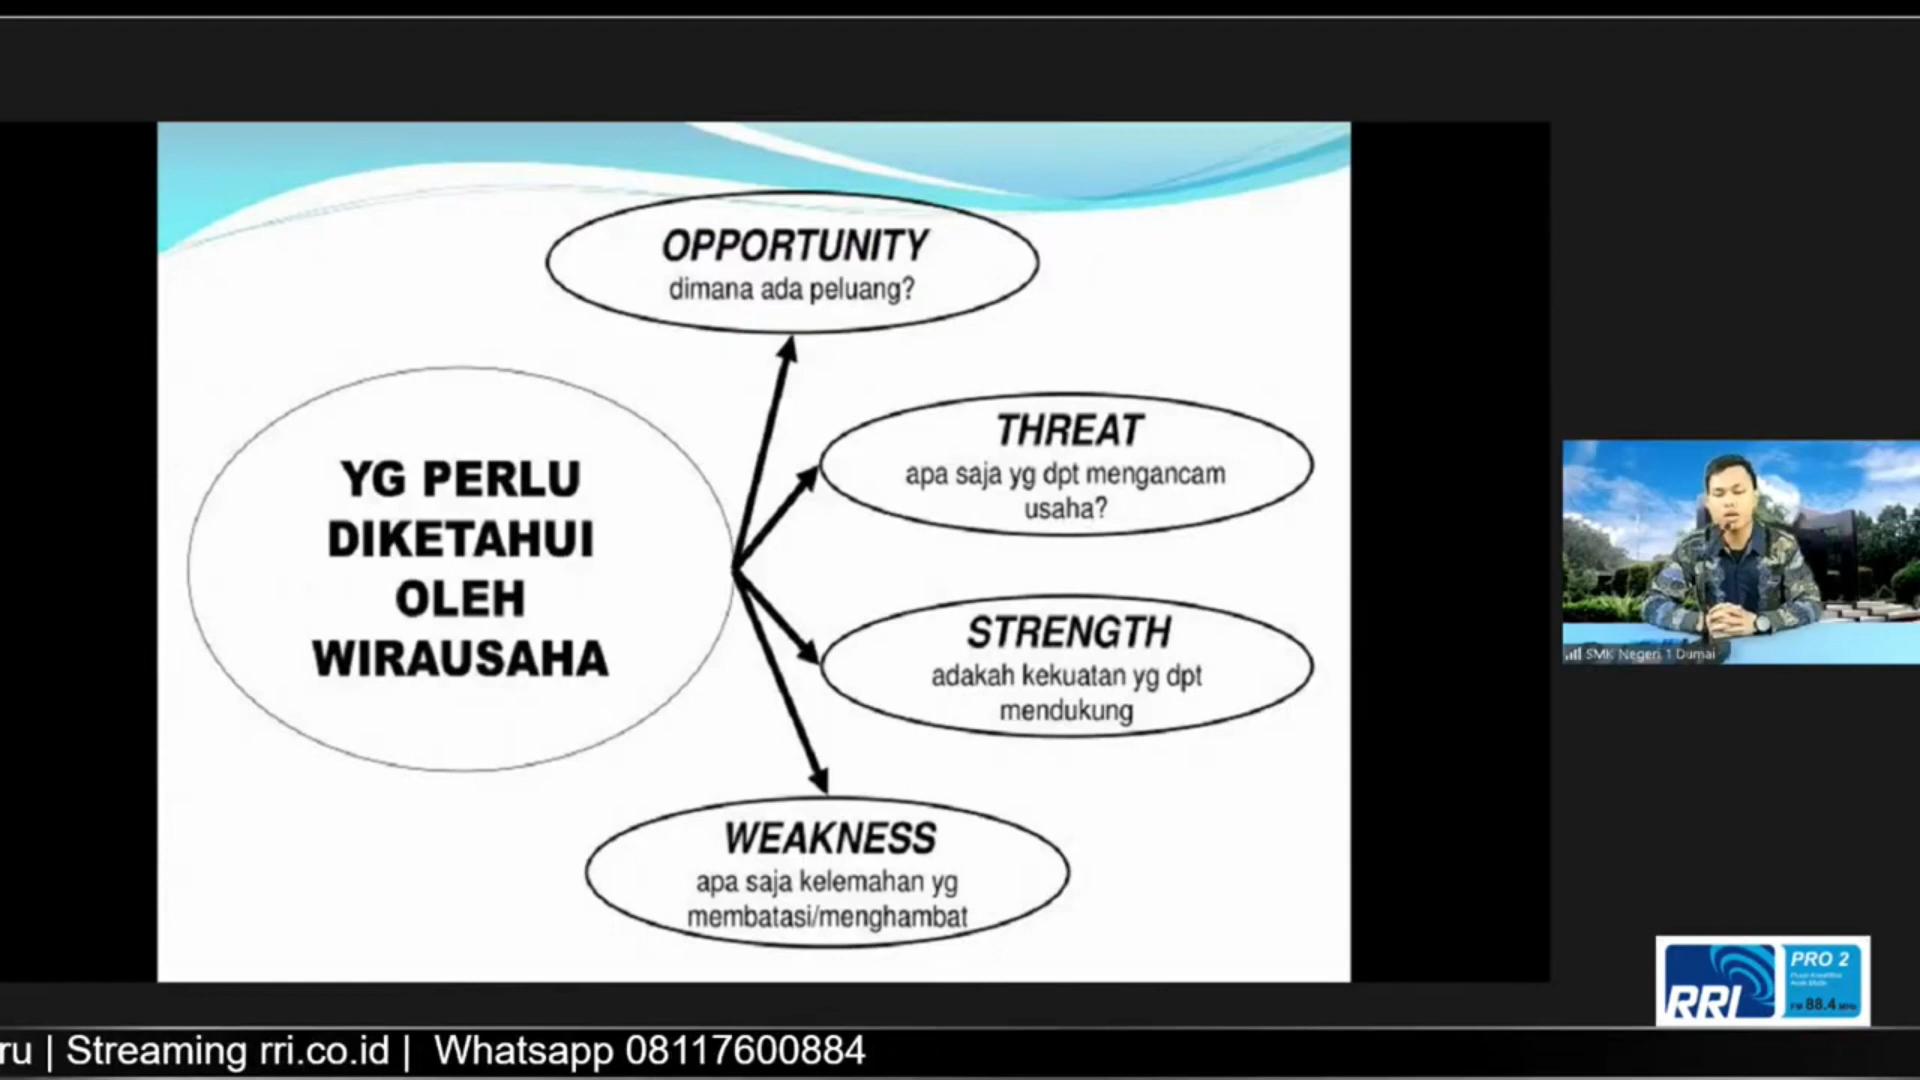 OPPORTUNITY
dimana ada peluang?
YG PERLU
DIKETAHUI
OLEH
WIRAUSAHA
THREAT
apa saja yg dpt mengancam
usaha?
STRENGTH
adakah kekuatan yg dpt
mendukung
WEAKNESS
apa saja kelemahan yg
membatasi/menghambat
SMK Negeri 1 Dumai
RRI
PRO 2
FM 88.4 MHz
ru | Streaming rri.co.id | Whatsapp 08117600884